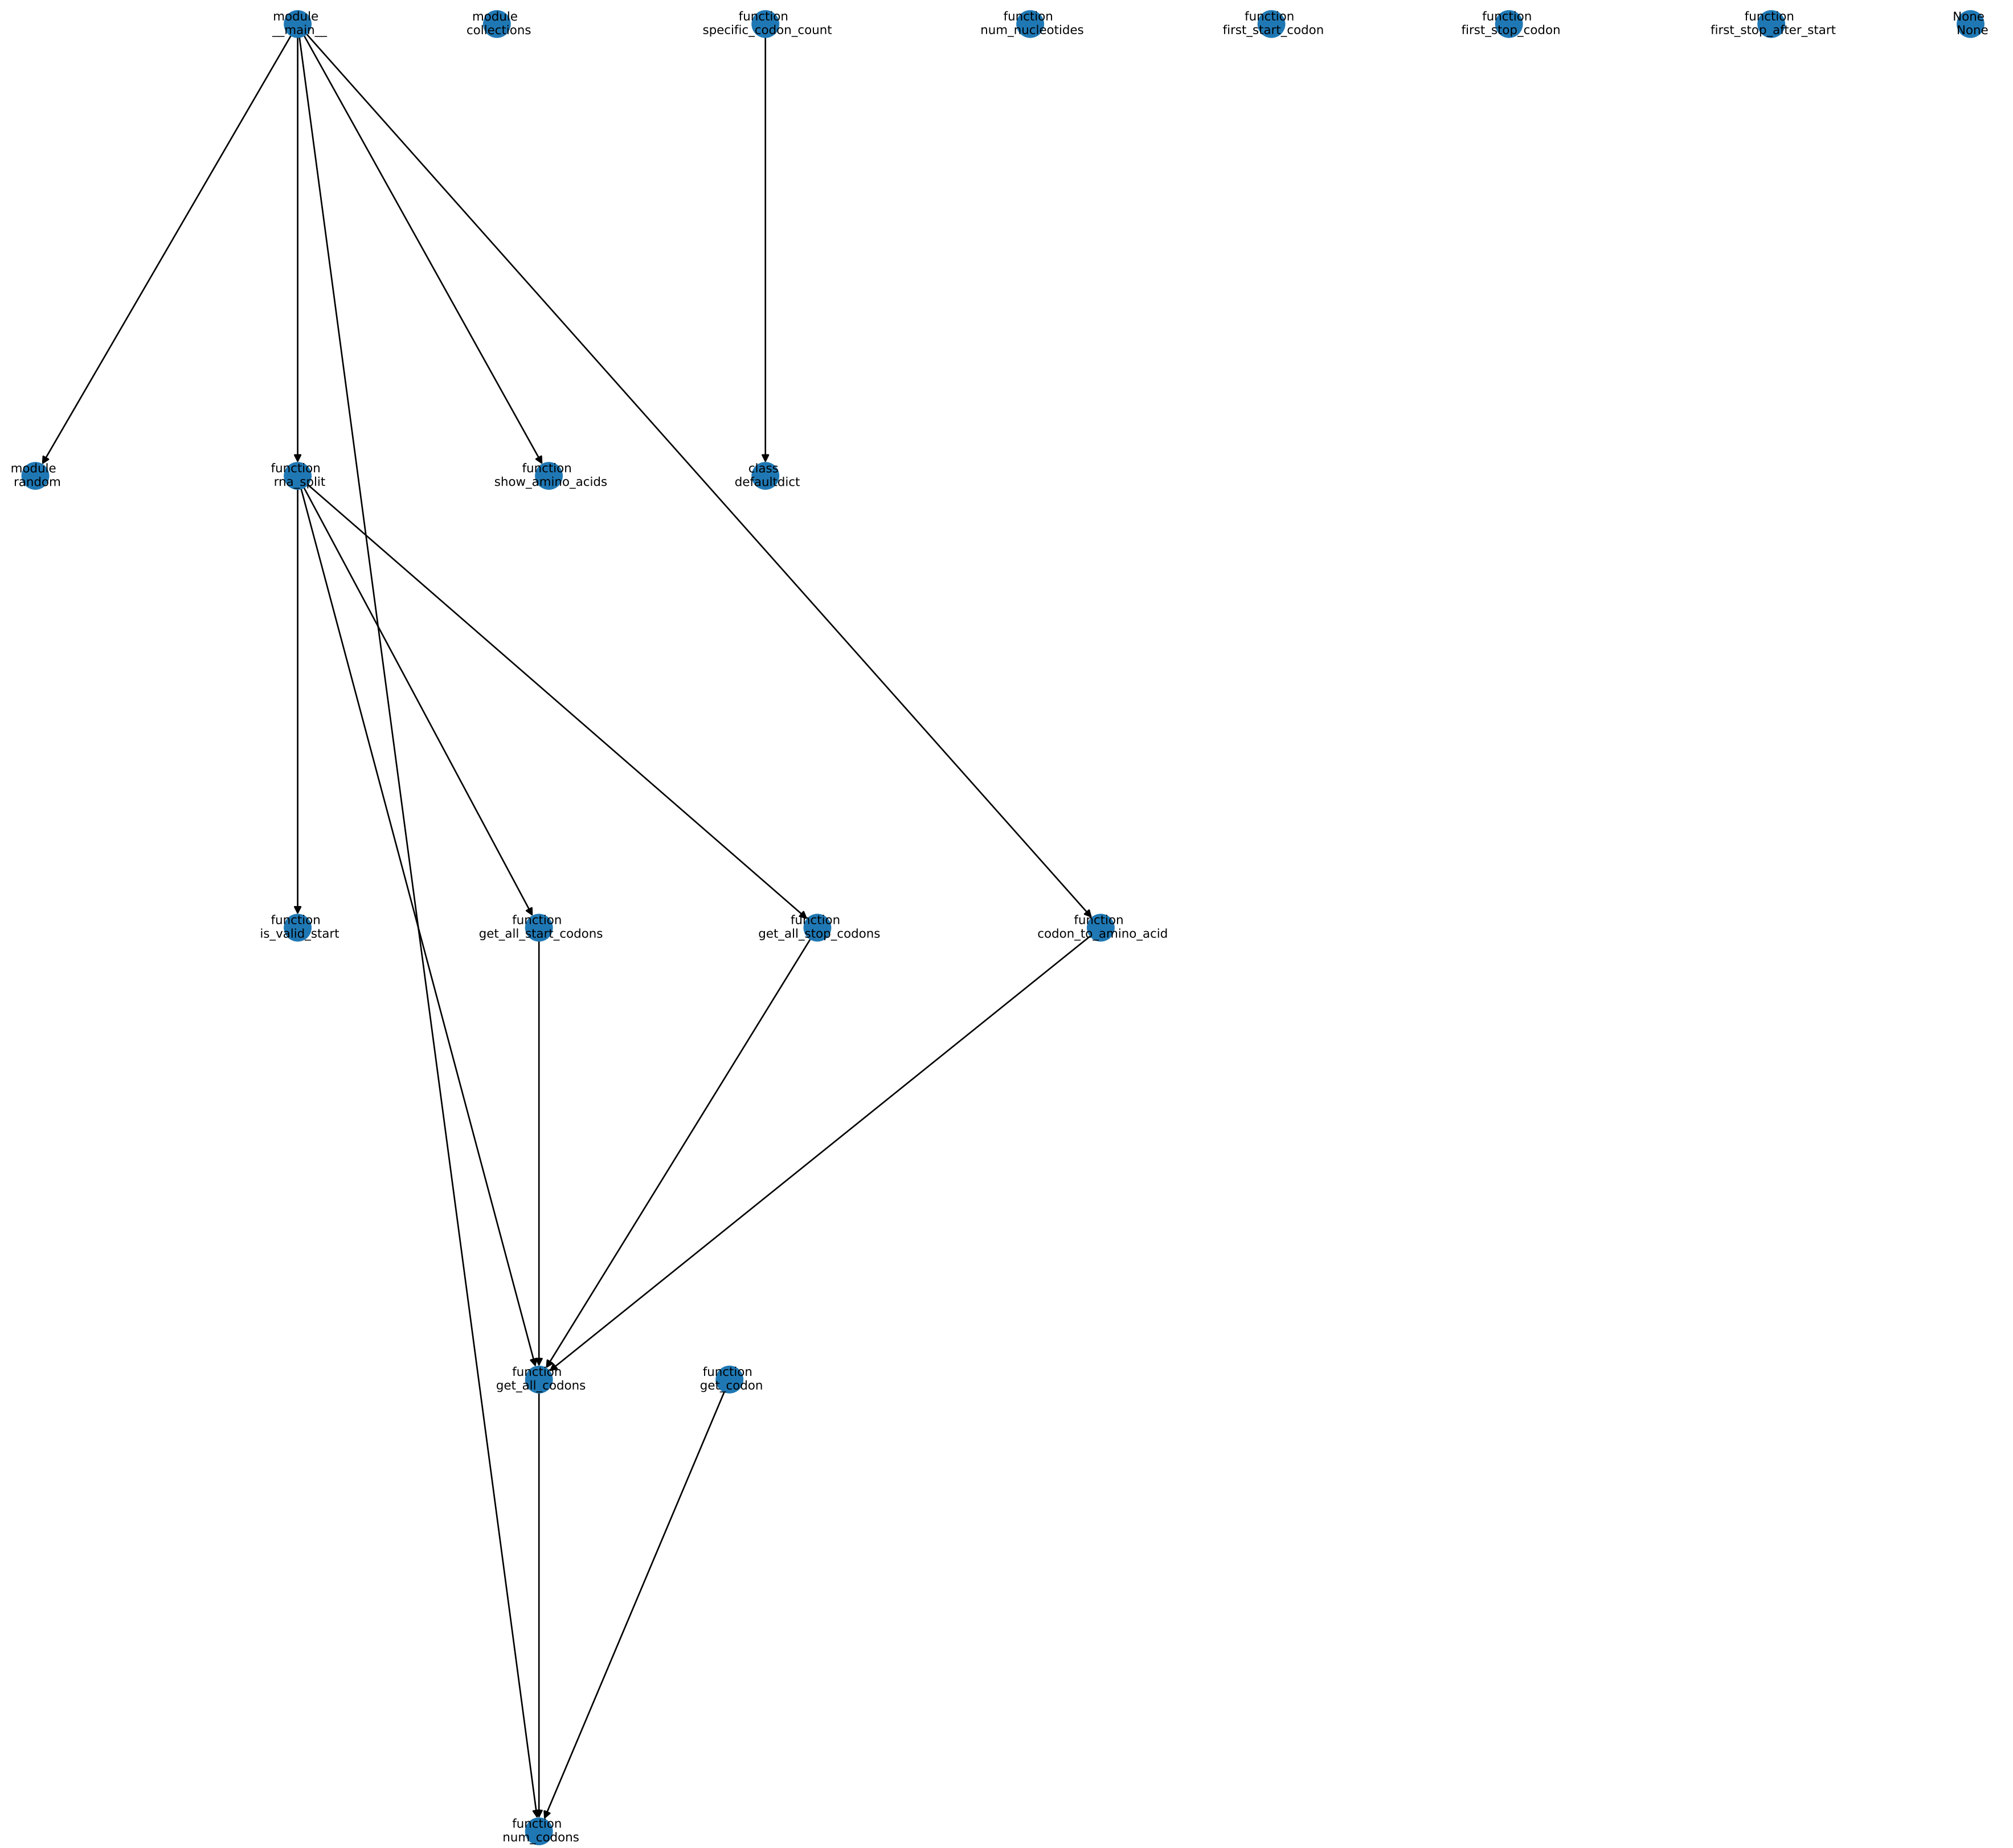 module
__main__
module
collections
function
specific_codon_count
function
num_nucleotides
function
first_start_codon
function
first_stop_codon
function
first_stop_after_start
None
None
module
random
function
rna_split
function
show_amino_acids
class
defaultdict
function
is_valid_start
function
get_all_start_codons
function
get_all_stop_codons
function
codon_to_amino_acid
function
get_all_codons
function
get_codon
function
num_codons